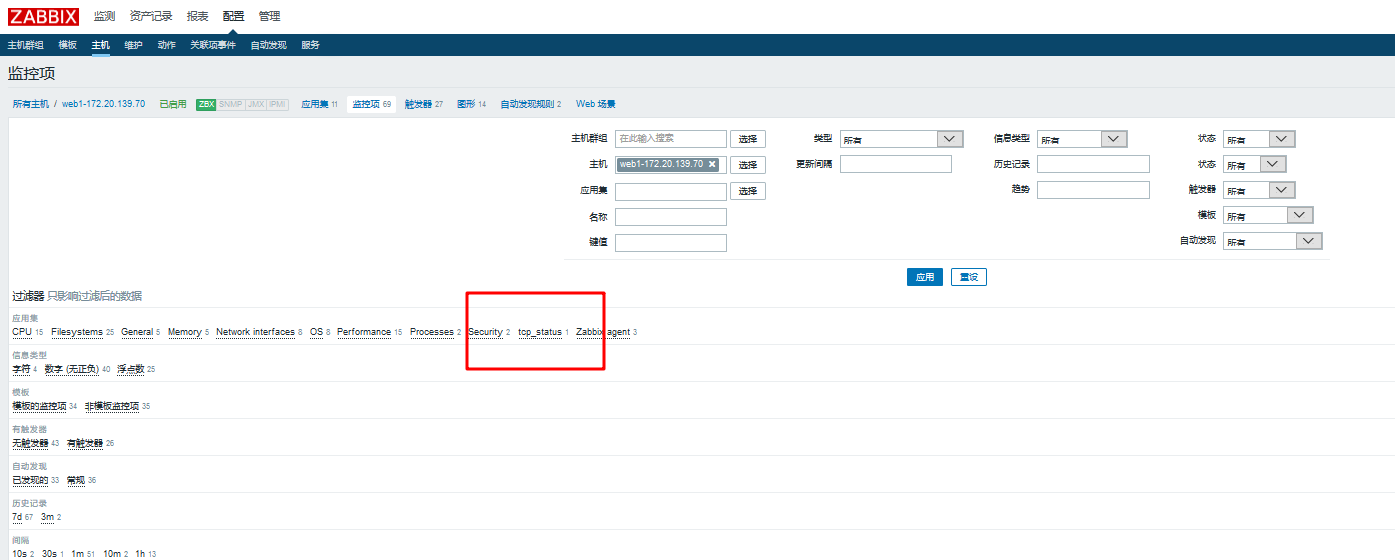 ZABBIX 监测 资产记录 报表 配置 管理
主机群组 模板 主机 维护 动作 关联项事件 自动发现 服务
监控项
所有主机 / web1-172.20.139.70 已启用 ZBX SNMP JMX IPMI 应用集 11 监控项 69 触发器 27 图形 14 自动发现规则 2 Web 场景
主机群组 在此输入搜索 选择 类型 所有 信息类型 所有 状态 所有
主机 web1-172.20.139.70 选择 更新间隔 历史记录 状态 所有
应用集 选择 趋势 触发器 所有
名称 模板 所有
键值 自动发现 所有
应用 重设
过滤器 只影响过滤后的数据
应用集
CPU 15 Filesystems 25 General 5 Memory 5 Network interfaces 8 OS 8 Performance 15 Processes 2 Security 2 tcp_status 1 Zabbix agent 3
信息类型
字符 4 数字 (无正负) 40 浮点数 25
模板
模板的监控项 34 非模板监控项 35
有触发器
无触发器 43 有触发器 26
自动发现
已发现的 33 常规 36
历史记录
7d 67 3m 2
间隔
10s 2 30s 1 1m 51 10m 2 1h 13